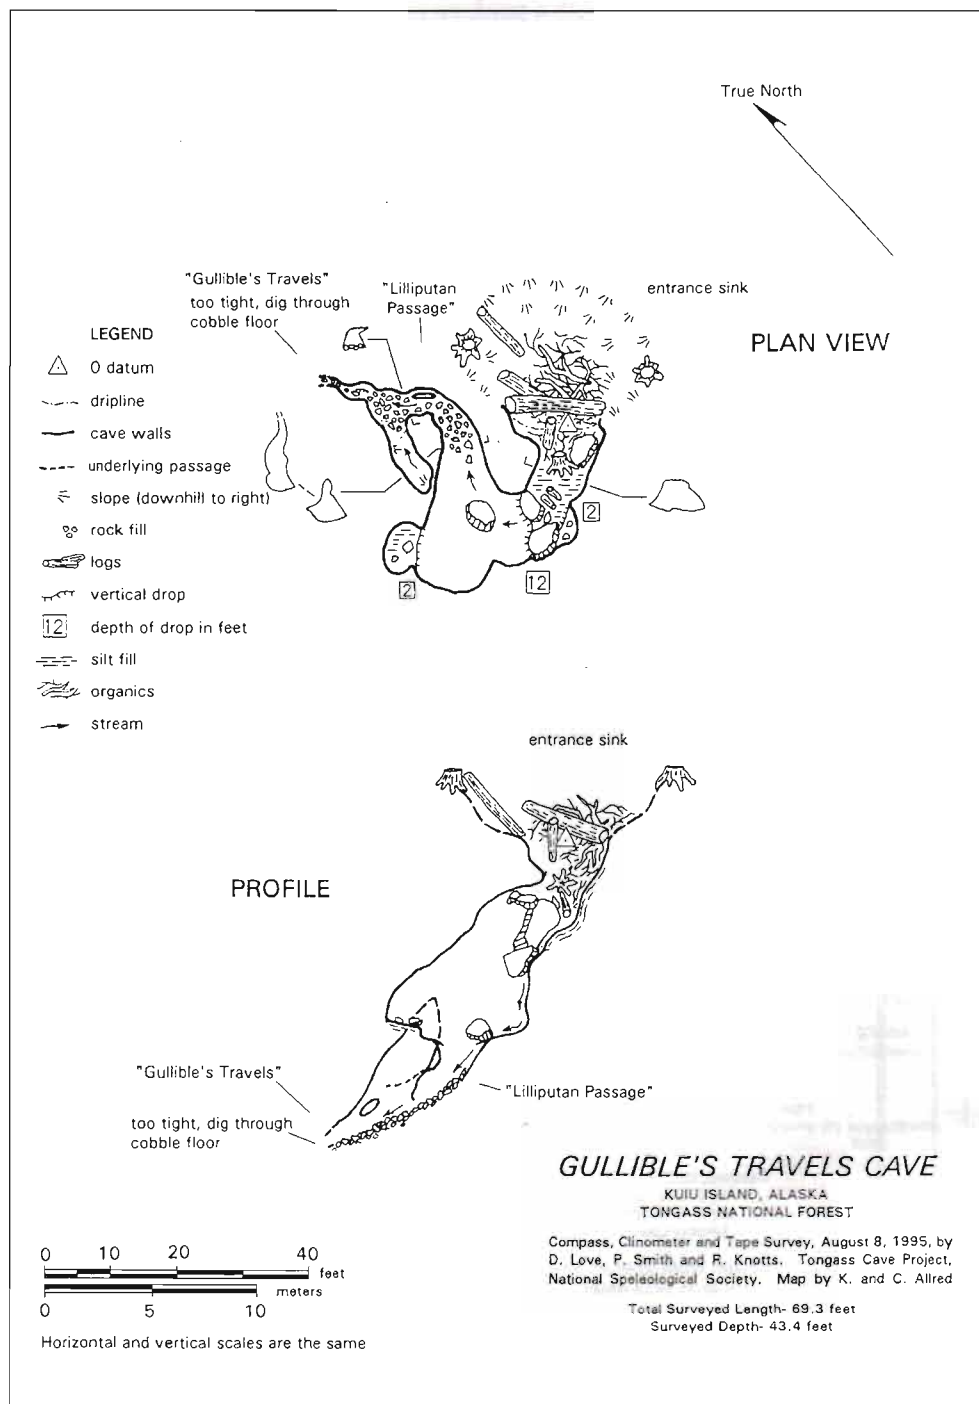 True North
"Gullible's Travels"
too tight, dig through
cobble floor
"Lilliputan
Passage"
entrance sink
PLAN VIEW
LEGEND
0 datum
dripline
cave walls
underlying passage
slope (downhill to right)
rock fill
logs
vertical drop
12 depth of drop in feet
silt fill
organics
stream
2
12
2
entrance sink
PROFILE
"Gullible's Travels"
too tight, dig through
cobble floor
"Lilliputan Passage"
GULLIBLE'S TRAVELS CAVE
KUIU ISLAND, ALASKA
TONGASS NATIONAL FOREST
Compass, Clinometer and Tape Survey, August 8, 1995, by
D. Love, P. Smith and R. Knotts. Tongass Cave Project,
National Speleological Society. Map by K. and C. Allred
Total Surveyed Length- 69.3 feet
Surveyed Depth- 43.4 feet
0 10 20 40
feet
meters
0 5 10
Horizontal and vertical scales are the same